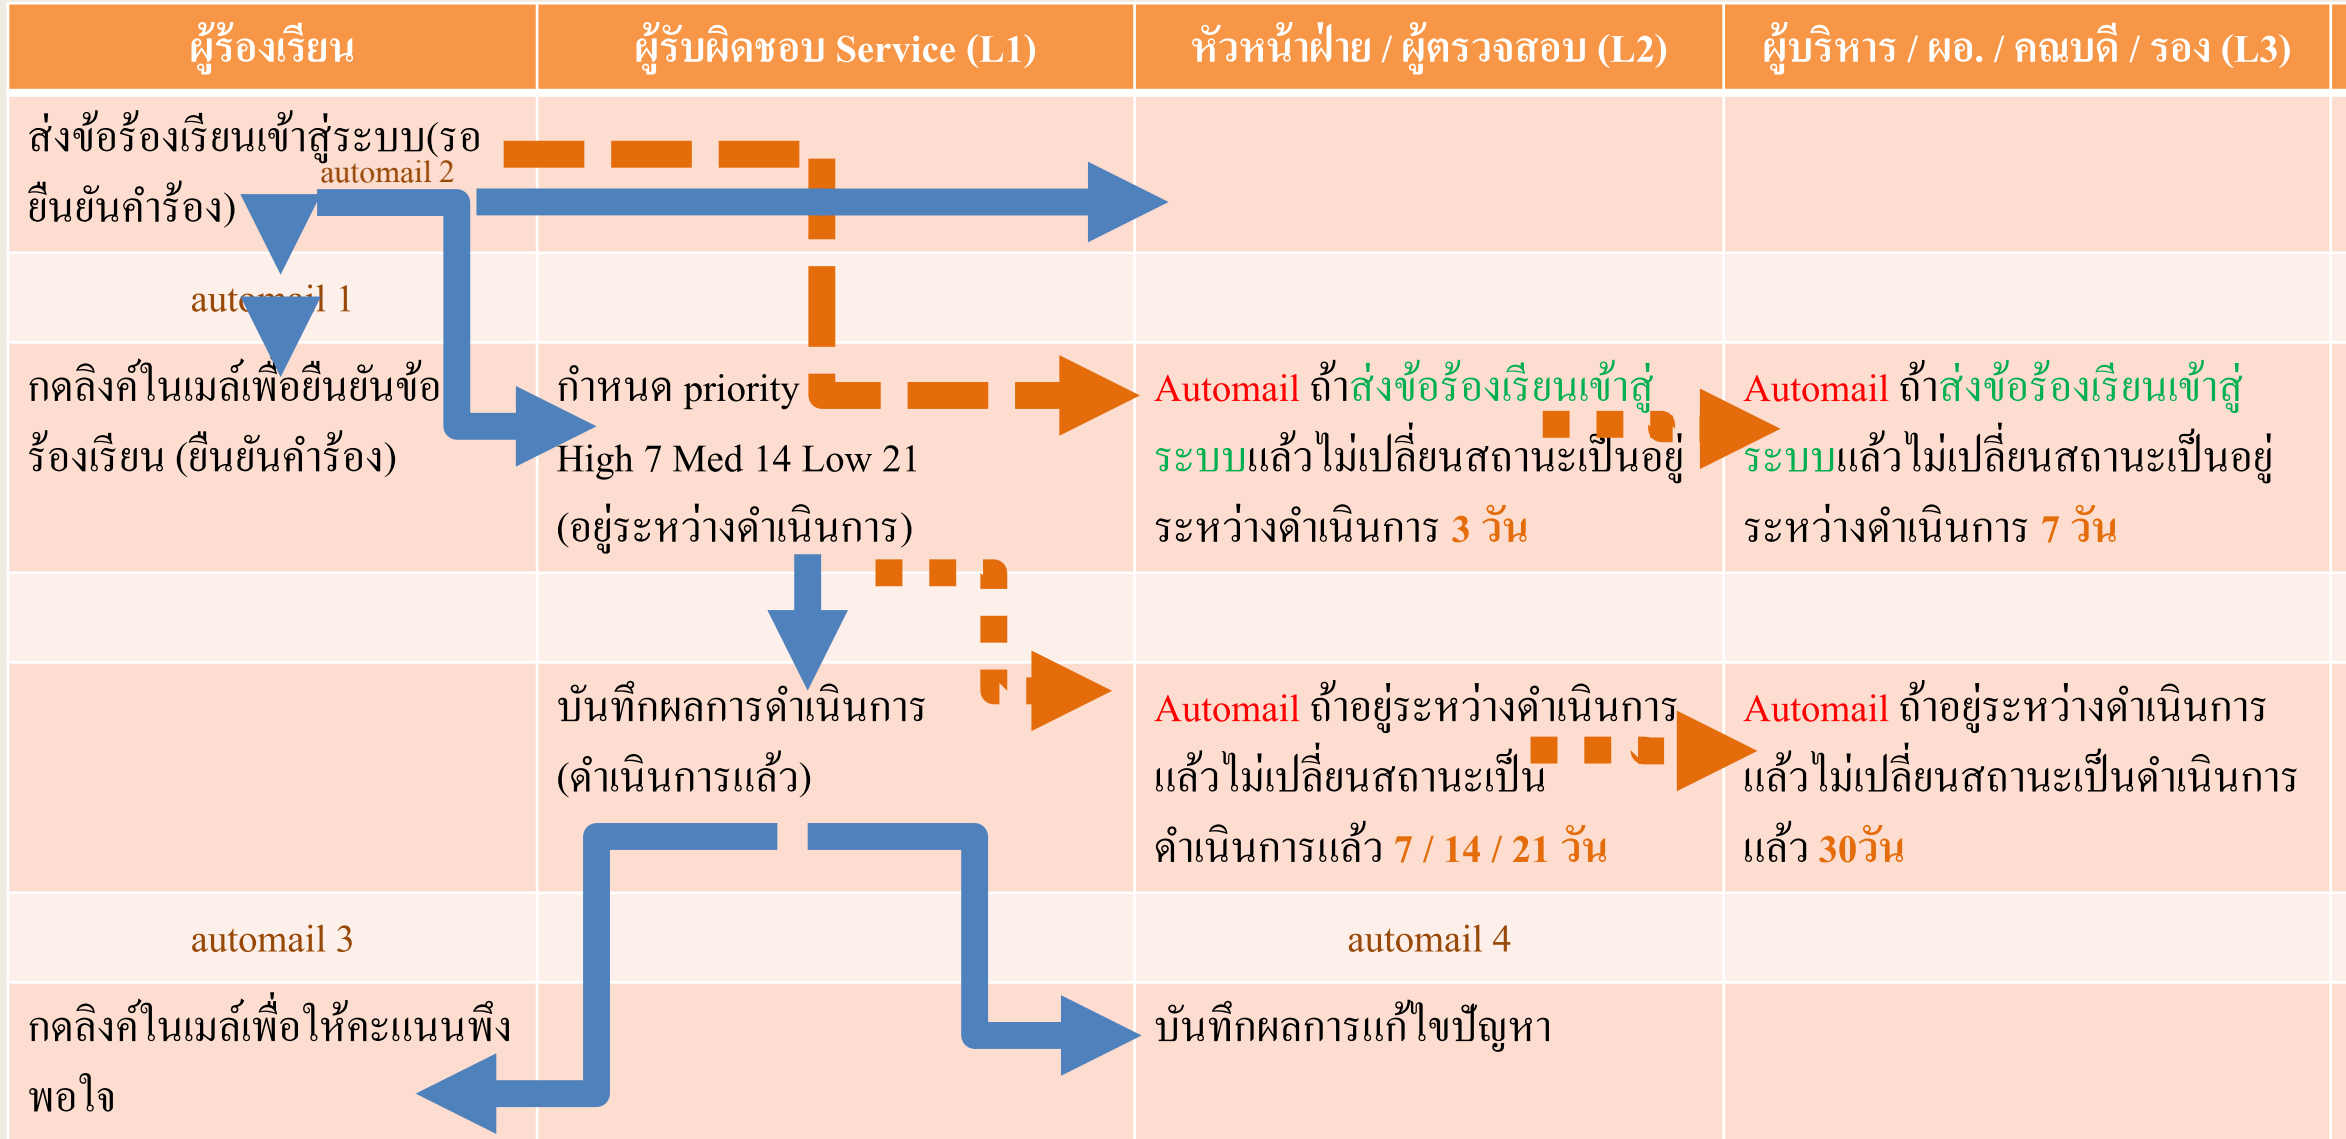 ผู้ร้องเรียน
ผู้รับผิดชอบ Service (L1)
หัวหน้าฝ่าย / ผู้ตรวจสอบ (L2)
ผู้บริหาร / ผอ. / คณบดี / รอง (L3)
ส่งข้อร้องเรียนเข้าสู่ระบบ(รอ
ยืนยันคำร้อง)
automail 2
automail 1
กดลิงค์ในเมล์เพื่อยืนยันข้อ
ร้องเรียน (ยืนยันคำร้อง)
กำหนด priority
High 7 Med 14 Low 21
(อยู่ระหว่างดำเนินการ)
Automail ถ้าส่งข้อร้องเรียนเข้าสู่
ระบบแล้วไม่เปลี่ยนสถานะเป็นอยู่
ระหว่างดำเนินการ 3 วัน
Automail ถ้าส่งข้อร้องเรียนเข้าสู่
ระบบแล้วไม่เปลี่ยนสถานะเป็นอยู่
ระหว่างดำเนินการ 7 วัน
บันทึกผลการดำเนินการ
(ดำเนินการแล้ว)
Automail ถ้าอยู่ระหว่างดำเนินการ
แล้วไม่เปลี่ยนสถานะเป็น
ดำเนินการแล้ว 7 / 14 / 21 วัน
Automail ถ้าอยู่ระหว่างดำเนินการ
แล้วไม่เปลี่ยนสถานะเป็นดำเนินการ
แล้ว 30วัน
automail 3
automail 4
กดลิงค์ในเมล์เพื่อให้คะแนนพึง
พอใจ
บันทึกผลการแก้ไขปัญหา